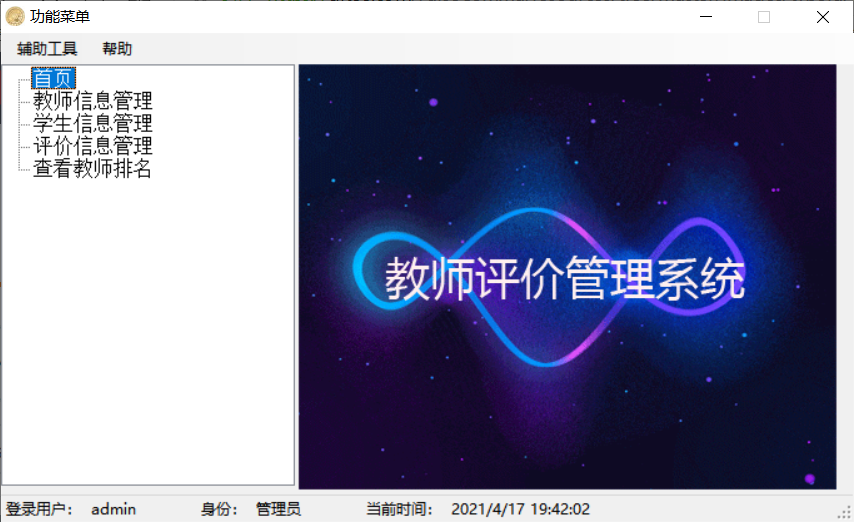 功能菜单
辅助工具 帮助
首页
教师信息管理
学生信息管理
评价信息管理
查看教师排名
教师评价管理系统
登录用户： admin 身份： 管理员 当前时间： 2021/4/17 19:42:02